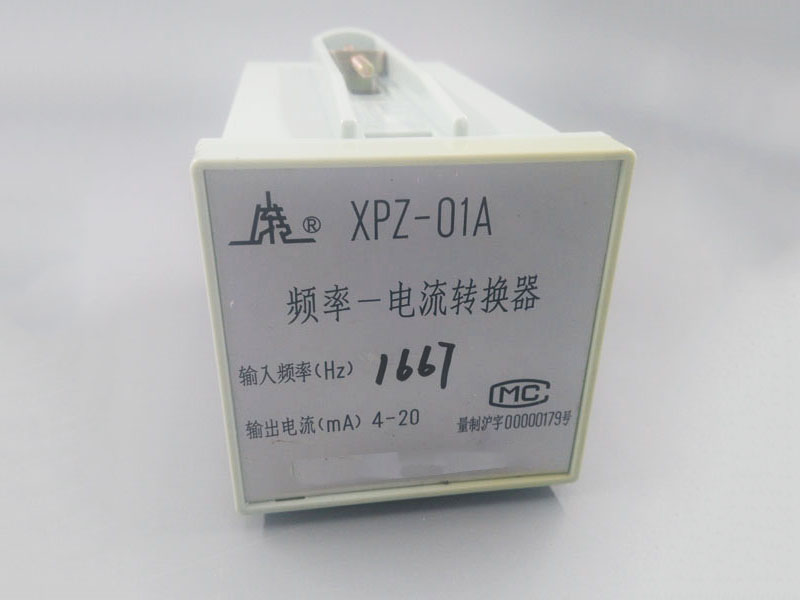 ® XPZ-01A
频率-电流转换器
输入频率(Hz) 1667
MC
输出电流(mA) 4-20
量制沪字00000179号